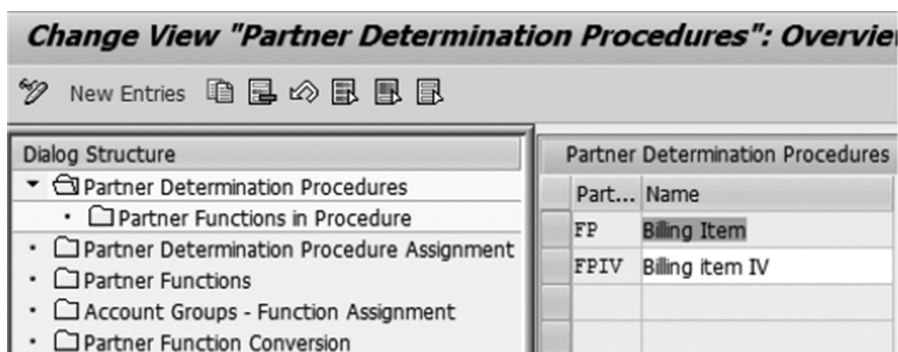 Change View "Partner Determination Procedures": Overvie
New Entries
Dialog Structure
Partner Determination Procedures
Partner Functions in Procedure
Partner Determination Procedure Assignment
Partner Functions
Account Groups - Function Assignment
Partner Function Conversion
Partner Determination Procedures
Part... Name
FP Billing Item
FPIV Billing item IV